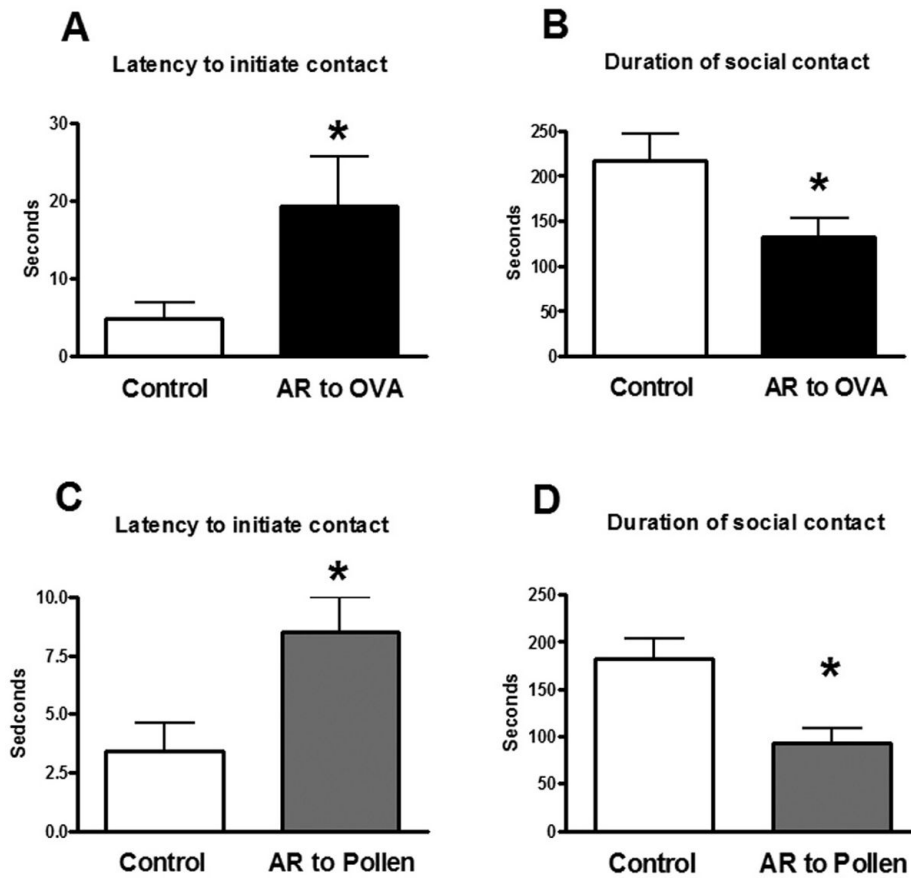 A
Latency to initiate contact
30
20
10
0
Seconds
*
Control
AR to OVA
B
Duration of social contact
250
200
150
100
50
0
Seconds
*
Control
AR to OVA
C
Latency to initiate contact
10.0
7.5
5.0
2.5
0.0
Sedconds
*
Control
AR to Pollen
D
Duration of social contact
250
200
150
100
50
0
Seconds
*
Control
AR to Pollen